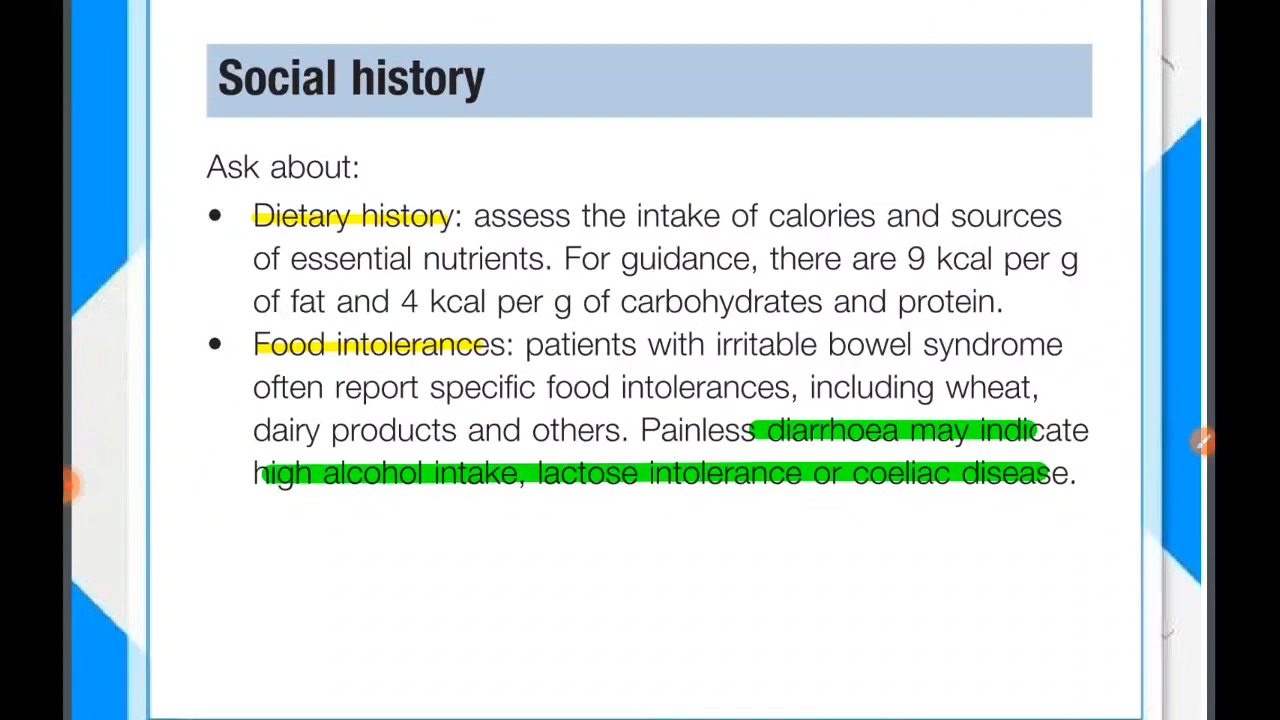 Social history
Ask about:
• Dietary history: assess the intake of calories and sources
of essential nutrients. For guidance, there are 9 kcal per g
of fat and 4 kcal per g of carbohydrates and protein.
• Food intolerances: patients with irritable bowel syndrome
often report specific food intolerances, including wheat,
dairy products and others. Painless diarrhoea may indicate
high alcohol intake, lactose intolerance or coeliac disease.